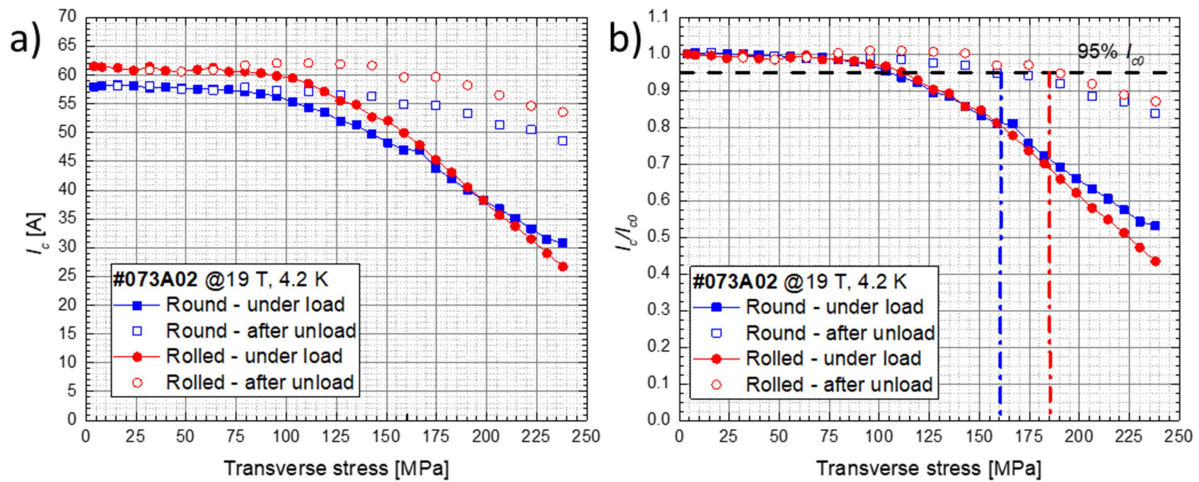 a)
70
65
60
55
50
45
40
35
30
25
20
15
10
5
0
I_c [A]
#073A02 @19 T, 4.2 K
Round - under load
Round - after unload
Rolled - under load
Rolled - after unload
0 25 50 75 100 125 150 175 200 225 250
Transverse stress [MPa]
b)
1.1
1.0
0.9
0.8
0.7
0.6
0.5
0.4
0.3
0.2
0.1
0.0
I_c/I_c0
95% I_c0
#073A02 @19 T, 4.2 K
Round - under load
Round - after unload
Rolled - under load
Rolled - after unload
0 25 50 75 100 125 150 175 200 225 250
Transverse stress [MPa]